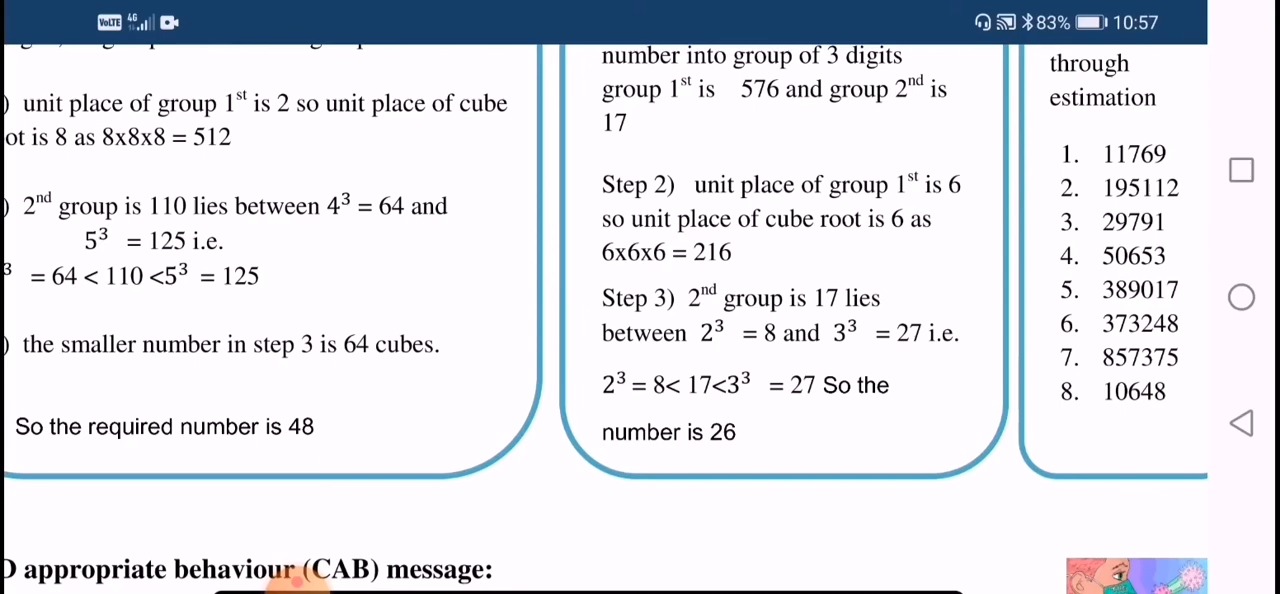 VoLTE 4G 83% 10:57
unit place of group 1st is 2 so unit place of cube
ot is 8 as 8x8x8 = 512
2nd group is 110 lies between 4³ = 64 and
5³ = 125 i.e.
³ = 64 < 110 <5³ = 125
the smaller number in step 3 is 64 cubes.
So the required number is 48
number into group of 3 digits
group 1st is 576 and group 2nd is
17
Step 2) unit place of group 1st is 6
so unit place of cube root is 6 as
6x6x6 = 216
Step 3) 2nd group is 17 lies
between 2³ = 8 and 3³ = 27 i.e.
2³ = 8< 17<3³ = 27 So the
number is 26
through
estimation
1. 11769
2. 195112
3. 29791
4. 50653
5. 389017
6. 373248
7. 857375
8. 10648
appropriate behaviour (CAB) message: